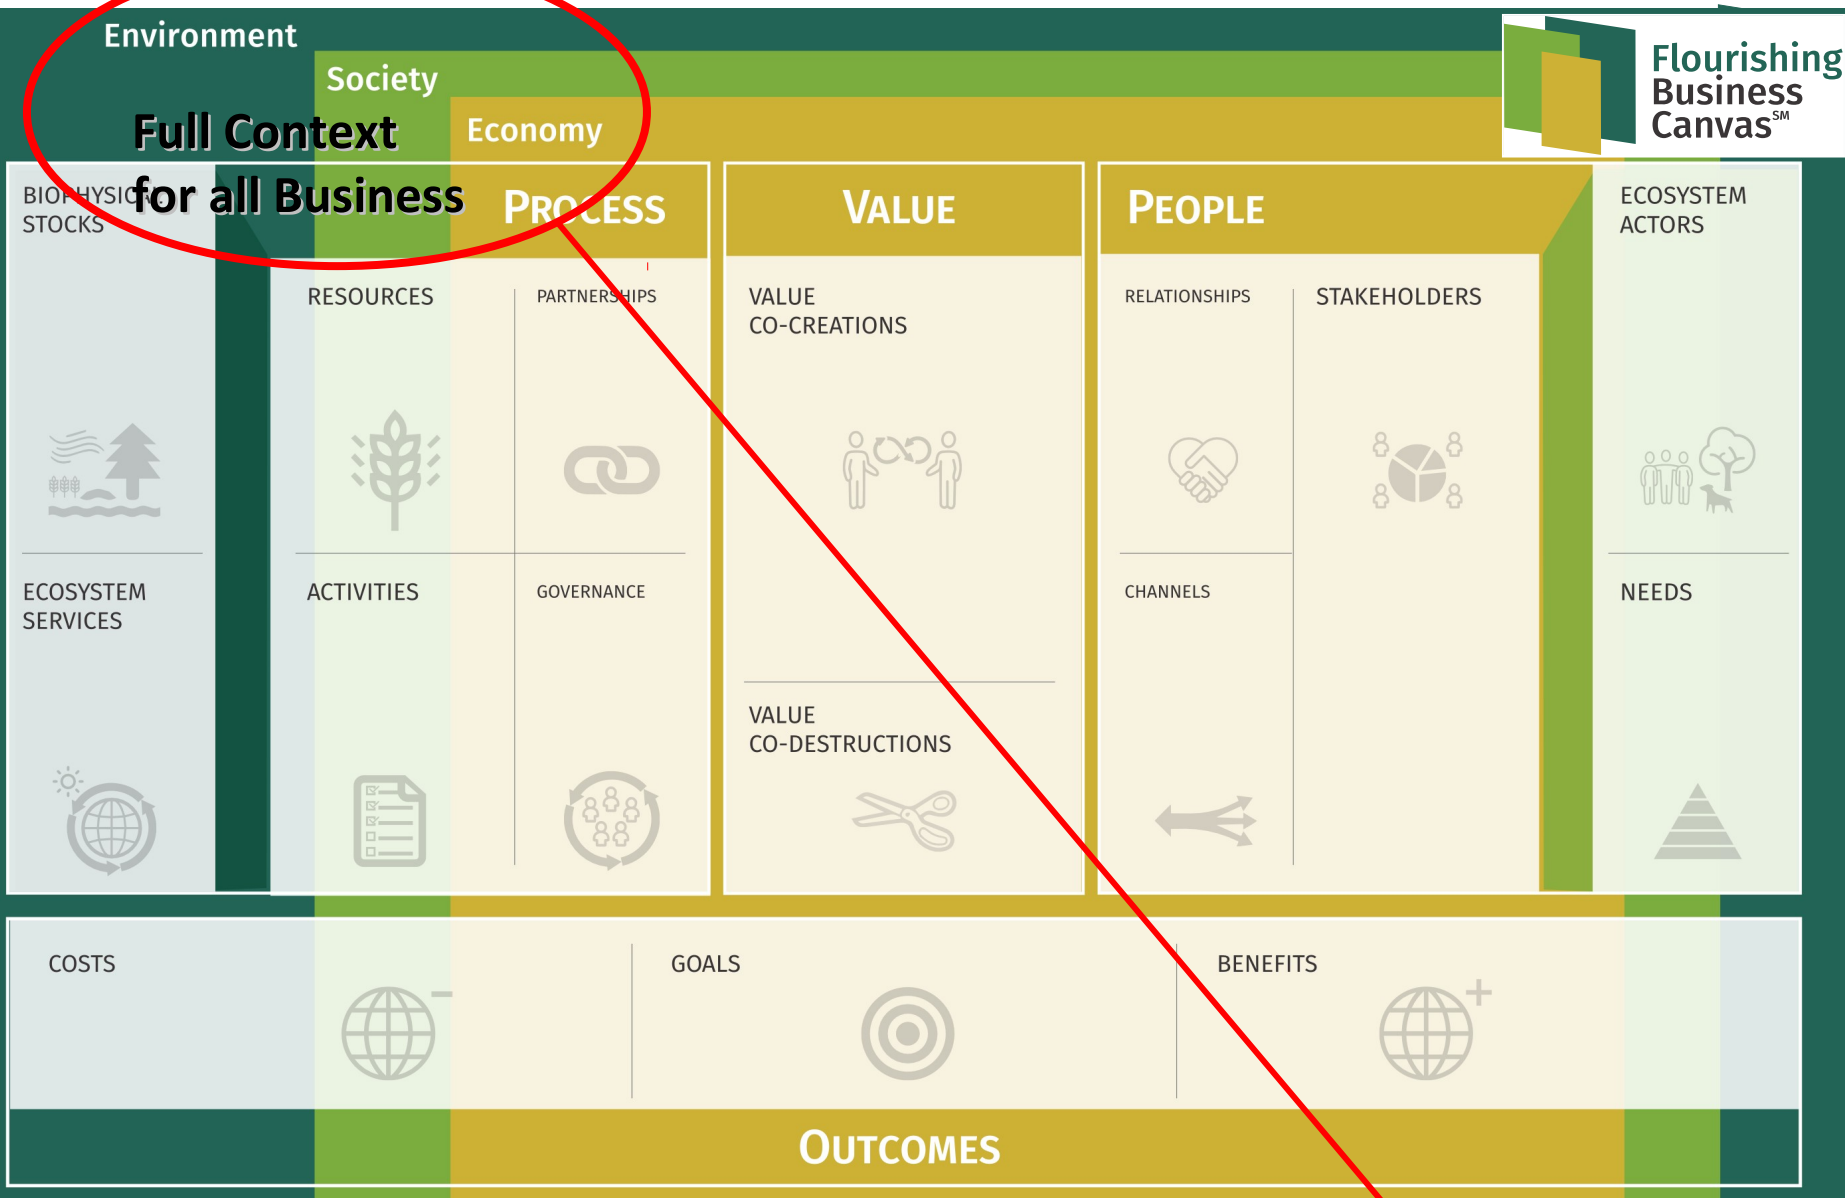 Environment
Society
Economy
Full Context
for all Business
Flourishing
Business
Canvas℠
PROCESS
VALUE
PEOPLE
BIOPHYSICAL
STOCKS
RESOURCES
PARTNERSHIPS
VALUE
CO-CREATIONS
RELATIONSHIPS
STAKEHOLDERS
ECOSYSTEM
ACTORS
ECOSYSTEM
SERVICES
ACTIVITIES
GOVERNANCE
VALUE
CO-DESTRUCTIONS
CHANNELS
NEEDS
COSTS
GOALS
BENEFITS
OUTCOMES